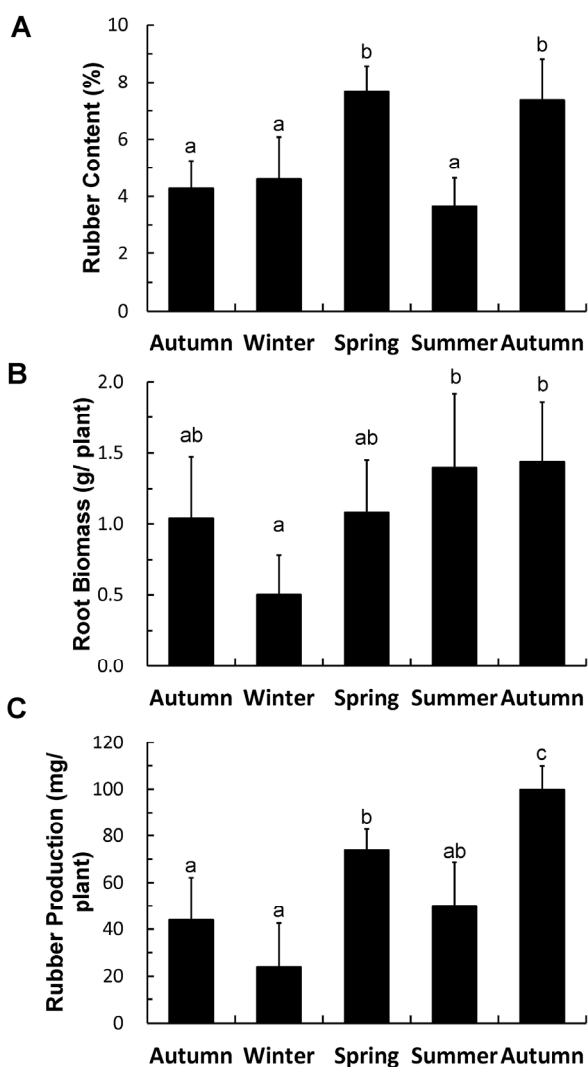 A
Rubber Content (%)
10
8
6
4
2
0
a
a
b
a
b
Autumn Winter Spring Summer Autumn
B
Root Biomass (g/ plant)
2.0
1.5
1.0
0.5
0.0
ab
a
ab
b
b
Autumn Winter Spring Summer Autumn
C
Rubber Production (mg/
plant)
120
100
80
60
40
20
0
a
a
b
ab
c
Autumn Winter Spring Summer Autumn